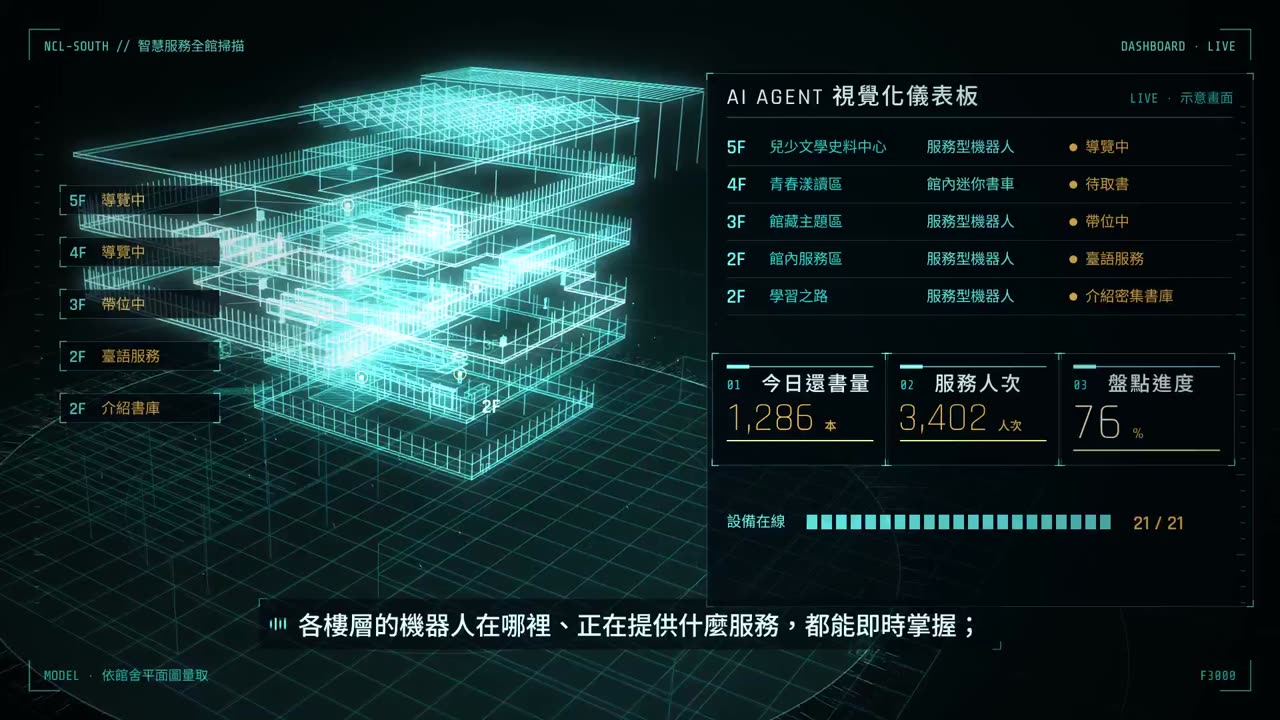 NCL-SOUTH // 智慧服務全館掃描
DASHBOARD · LIVE
AI AGENT 視覺化儀表板
LIVE · 示意畫面
5F 兒少文學史料中心 服務型機器人 導覽中
4F 青春漾讀區 館內迷你書車 待取書
3F 館藏主題區 服務型機器人 帶位中
2F 館內服務區 服務型機器人 臺語服務
2F 學習之路 服務型機器人 介紹密集書庫
5F 導覽中
4F 導覽中
3F 帶位中
2F 臺語服務
2F 介紹書庫
2F
01 今日還書量
1,286 本
02 服務人次
3,402 人次
03 盤點進度
76 %
設備在線 21 / 21
各樓層的機器人在哪裡、正在提供什麼服務，都能即時掌握；
MODEL · 依館舍平面圖量取
F3000